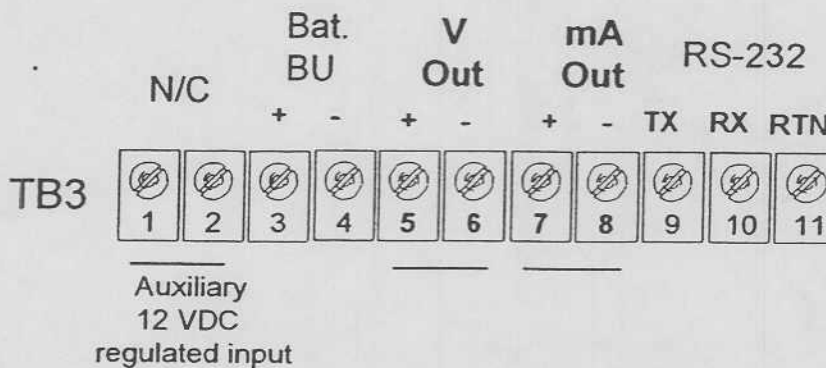 N/C
Bat.
BU
V
Out
mA
Out
RS-232
+ - + - + - TX RX RTN
TB3
1 2 3 4 5 6 7 8 9 10 11
Auxiliary
12 VDC
regulated input